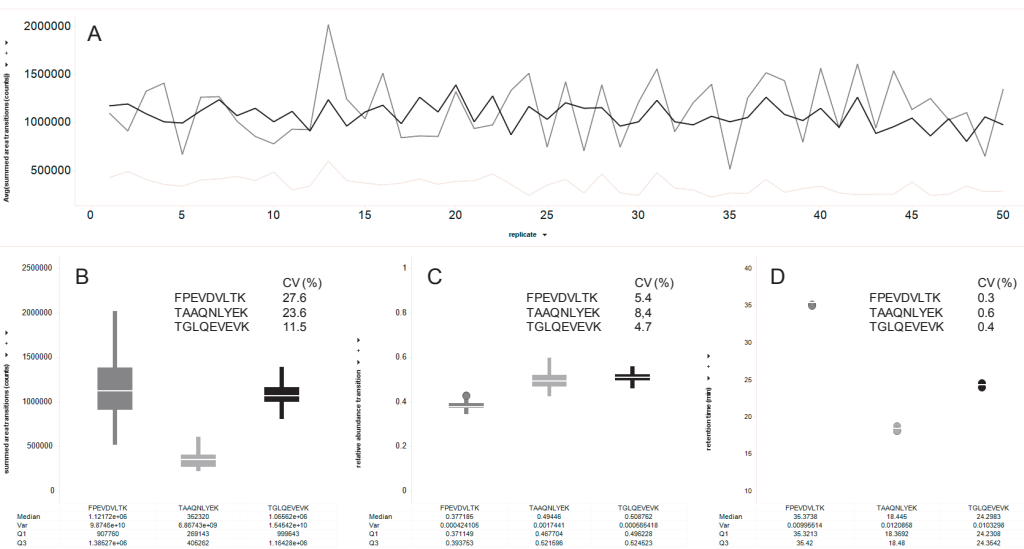 A
2000000
1500000
1000000
500000
Avg(summed area transitions (counts))
0 5 10 15 20 25 30 35 40 45 50
replicate
B
2500000
2000000
1500000
1000000
500000
0
summed area transitions (counts)
CV (%)
FPEVDVLTK 27.6
TAAQNLYEK 23.6
TGLQEVEVK 11.5
FPEVDVLTK TAAQNLYEK TGLQEVEVK
Median 1.12172e+06 362320 1.06662e+06
Var 9.8746e+10 6.86743e+09 1.54542e+10
Q1 907760 269143 999643
Q3 1.38527e+06 405262 1.16428e+06
C
1
0.8
0.6
0.4
0.2
0
relative abundance transition
CV (%)
FPEVDVLTK 5.4
TAAQNLYEK 8,4
TGLQEVEVK 4.7
FPEVDVLTK TAAQNLYEK TGLQEVEVK
Median 0.377185 0.49446 0.508762
Var 0.000424105 0.0017441 0.000585418
Q1 0.371149 0.467704 0.496228
Q3 0.393753 0.521596 0.524523
D
40
35
30
25
20
15
10
retention time (min)
CV (%)
FPEVDVLTK 0.3
TAAQNLYEK 0.6
TGLQEVEVK 0.4
FPEVDVLTK TAAQNLYEK TGLQEVEVK
Median 35.3738 18.445 24.2983
Var 0.00995514 0.0120858 0.0103298
Q1 35.3213 18.3692 24.2308
Q3 35.42 18.48 24.3542